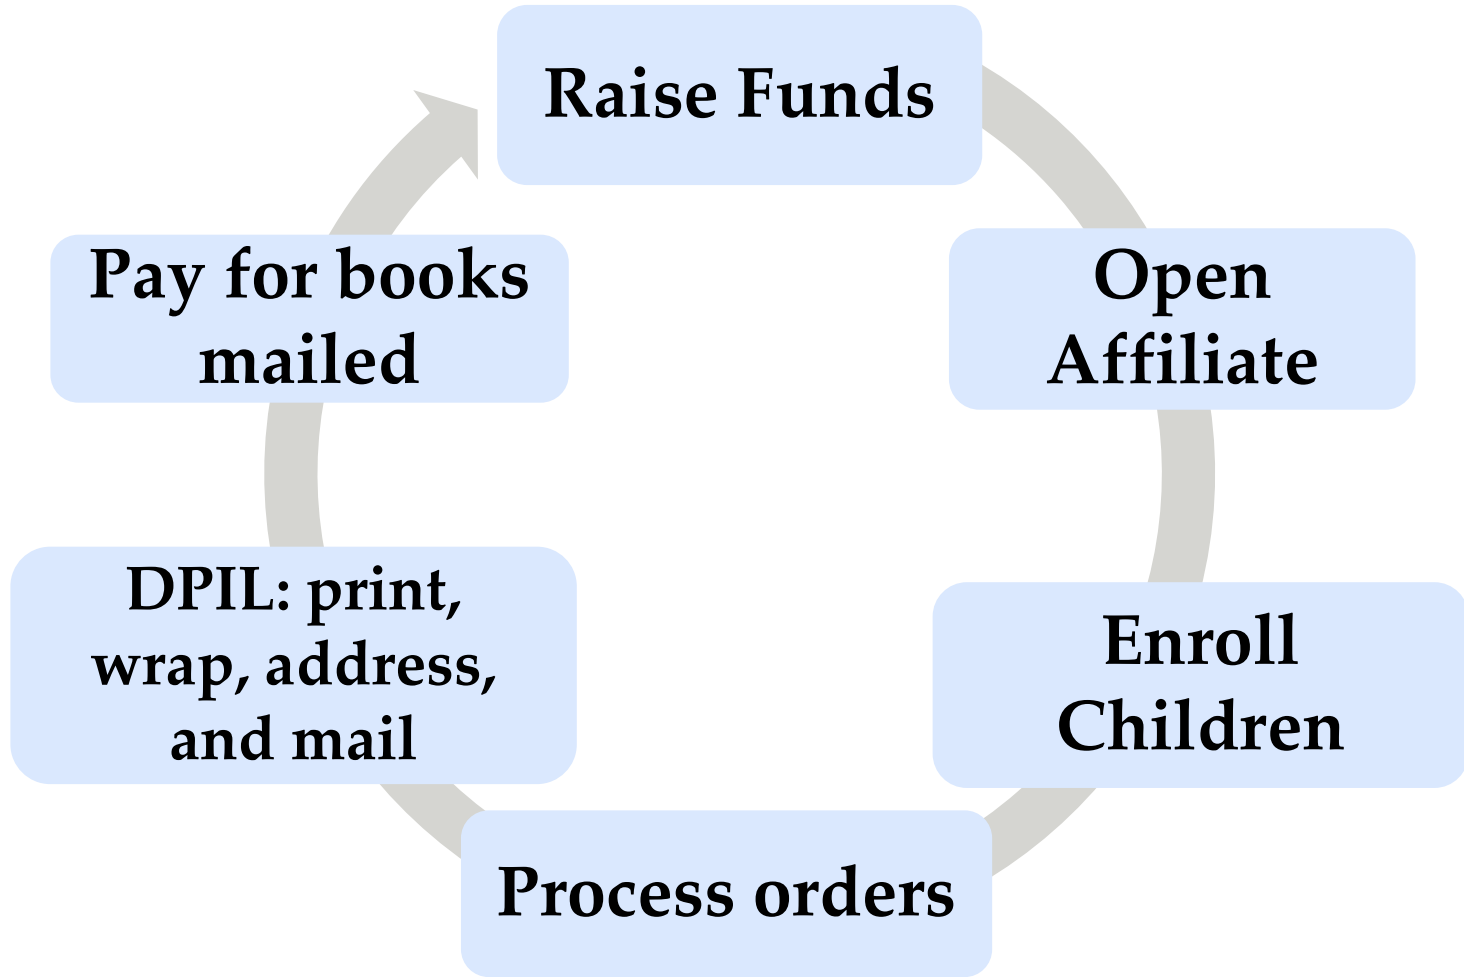 Raise Funds
Open
Affiliate
Enroll
Children
Process orders
DPIL: print,
wrap, address,
and mail
Pay for books
mailed